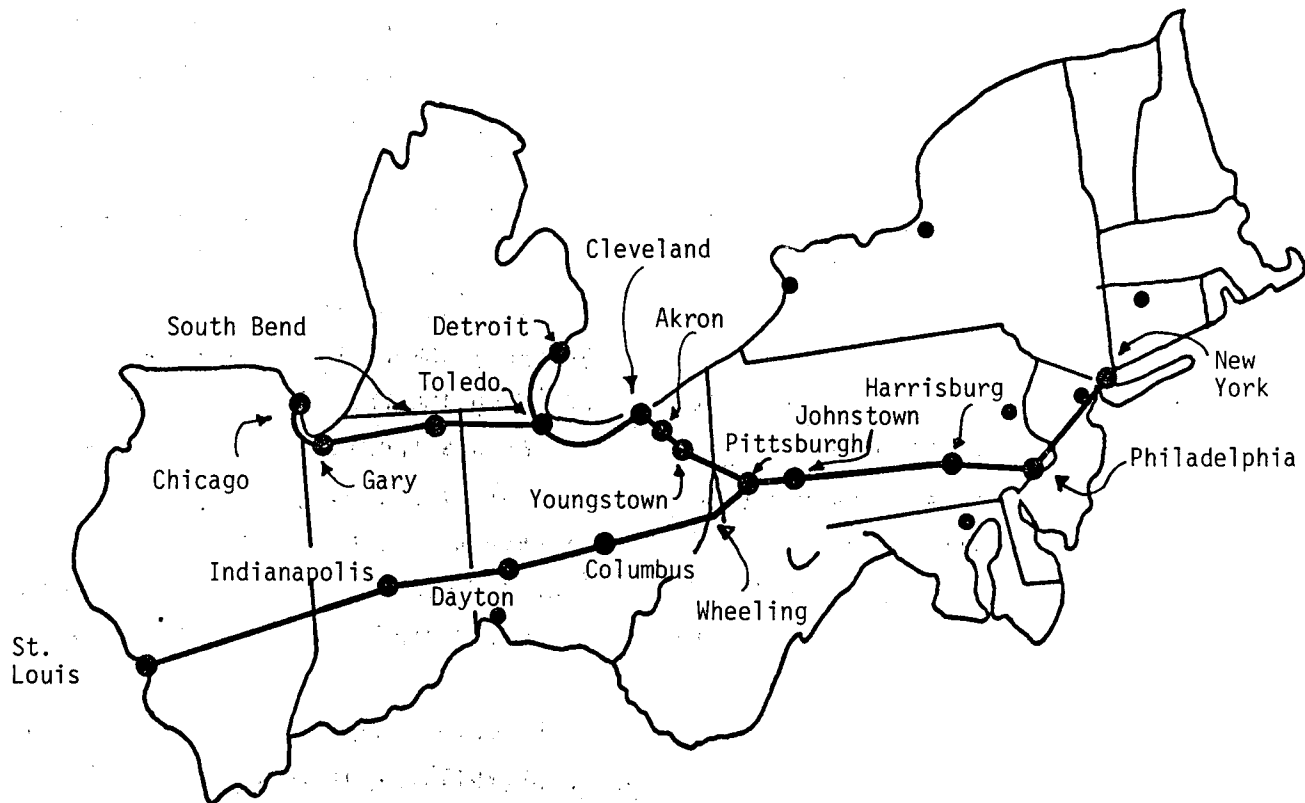 Cleveland
Akron
South Bend
Detroit
Toledo
New
York
Harrisburg
Johnstown
Pittsburgh
Philadelphia
Chicago
Gary
Youngstown
Indianapolis
Dayton
Columbus
Wheeling
St.
Louis